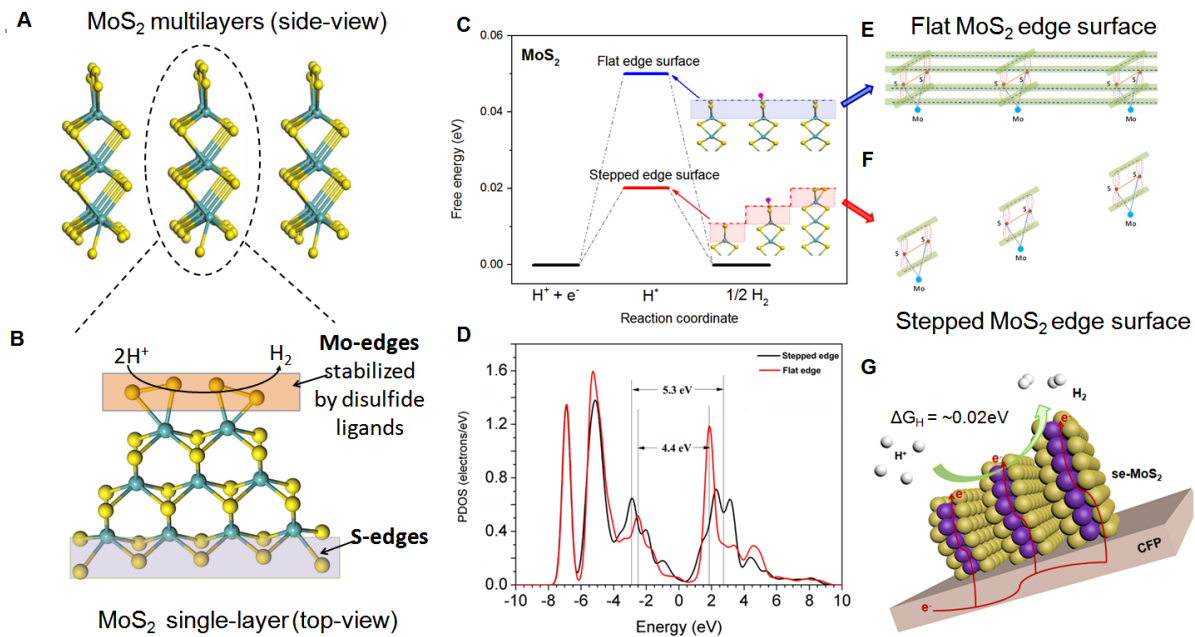 A
MoS2 multilayers (side-view)
B
2H+
H2
Mo-edges
stabilized
by disulfide
ligands
S-edges
MoS2 single-layer (top-view)
C
0.06
0.04
0.02
0.00
Free energy (eV)
MoS2
Flat edge surface
Stepped edge surface
H+ + e-
H*
1/2 H2
Reaction coordinate
D
1.8
1.5
1.2
0.9
0.6
0.3
0.0
PDOS (electrons/eV)
Stepped edge
Flat edge
5.3 eV
4.4 eV
-10 -8 -6 -4 -2 0 2 4 6 8 10
Energy (eV)
E
Flat MoS2 edge surface
S S S S S S
Mo Mo Mo
F
S S
Mo
S S
Mo
S S
Mo
Stepped MoS2 edge surface
G
H2
ΔGH = ~0.02eV
H+
e-
e-
e-
se-MoS2
CFP
e-